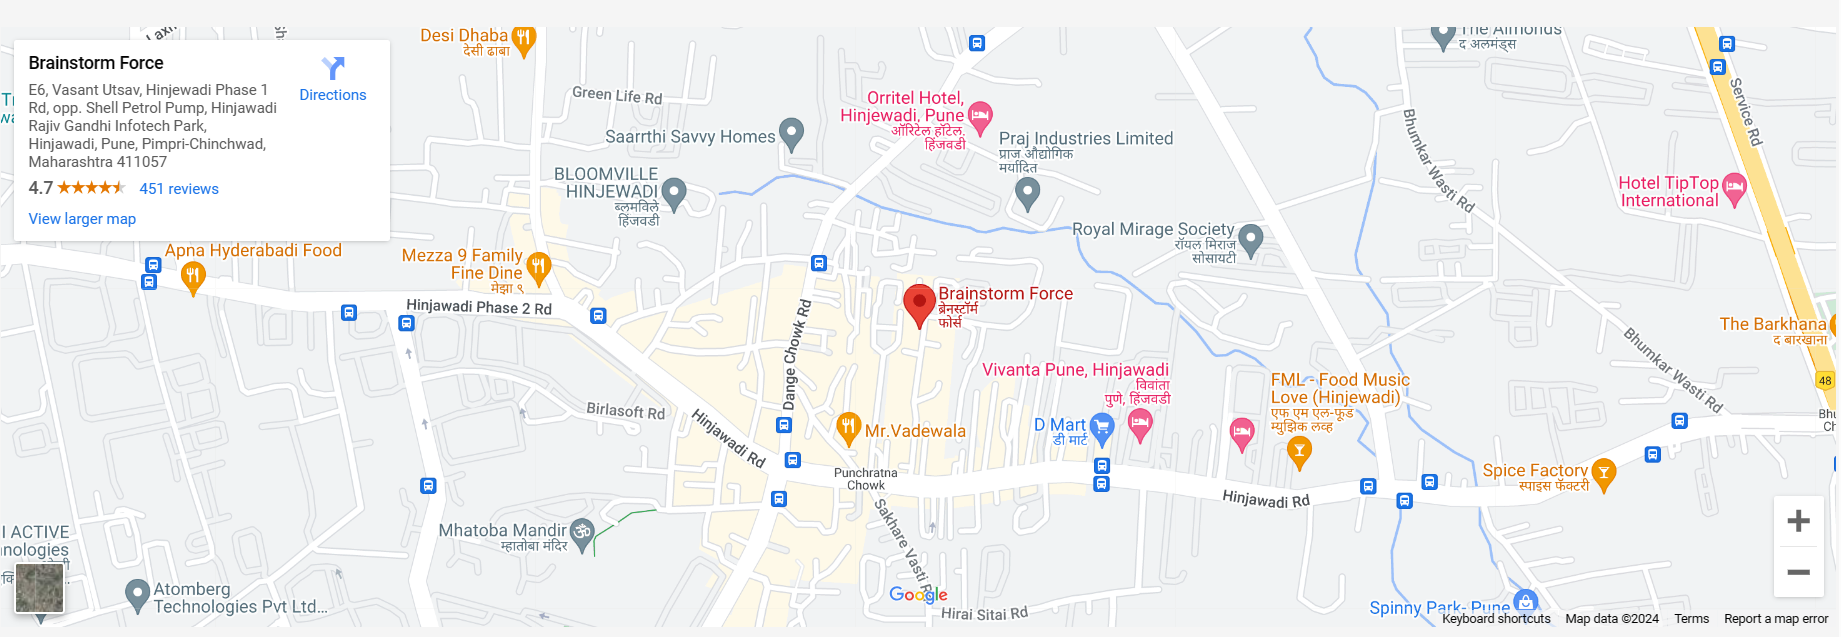 Brainstorm Force
E6, Vasant Utsav, Hinjewadi Phase 1
Rd, opp. Shell Petrol Pump, Hinjawadi
Rajiv Gandhi Infotech Park,
Hinjawadi, Pune, Pimpri-Chinchwad,
Maharashtra 411057
4.7
451 reviews
View larger map
Directions
Desi Dhaba
देसी ढाबा
Green Life Rd
Saarrthi Savvy Homes
BLOOMVILLE
HINJEWADI
ब्लूमविले
हिंजवडी
Orritel Hotel,
Hinjewadi, Pune
ऑरिटेल हॉटेल,
हिंजवडी
Praj Industries Limited
प्राज औद्योगिक
मर्यादित
The Almonds
द अलमंड्स
Service Rd
Bhumkar Wasti Rd
Hotel TipTop
International
Royal Mirage Society
रॉयल मिराज
सोसायटी
Apna Hyderabadi Food
Mezza 9 Family
Fine Dine
मेझा ९
Hinjawadi Phase 2 Rd
Dange Chowk Rd
Brainstorm Force
ब्रेनस्टॉर्म
फोर्स
The Barkhana
द बारखाना
Bhumkar Wasti Rd
48
Vivanta Pune, Hinjawadi
विवांता
पुणे, हिंजवडी
FML - Food Music
Love (Hinjewadi)
एफ एम एल-फूड
म्युझिक लव्ह
Birlasoft Rd
Hinjawadi Rd
Mr.Vadewala
D Mart
डी मार्ट
Punchratna
Chowk
Hinjawadi Rd
Spice Factory
स्पाइस फॅक्टरी
Mhatoba Mandir
म्हातोबा मंदिर
Sakhare Vasti R
I ACTIVE
nologies
Atomberg
Technologies Pvt Ltd...
Google
Hirai Sitai Rd
Spinny Park- Pune
Keyboard shortcuts
Map data ©2024
Terms
Report a map error